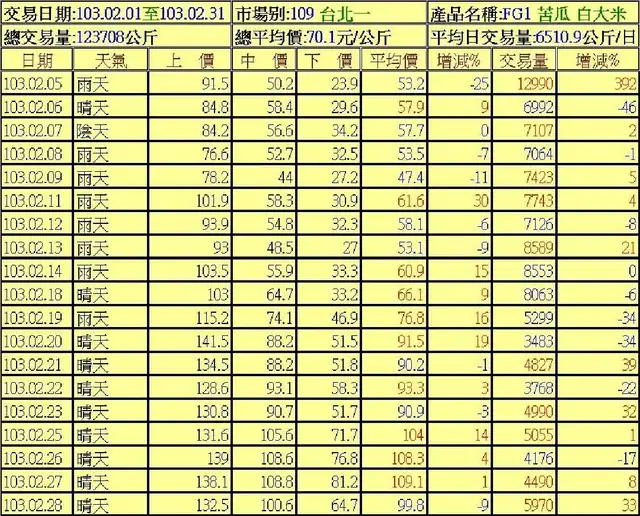 交易日期:103.02.01至103.02.31 市場別:109 台北一 產品名稱:FG1 苦瓜 白大米
總交易量:123708公斤 總平均價:70.1元/公斤 平均日交易量:6510.9公斤/日
日期 天氣 上 價 中 價 下 價 平均價 增減% 交易量 增減%
103.02.05 雨天 91.5 50.2 23.9 53.2 -25 12990 392
103.02.06 晴天 84.8 58.4 29.6 57.9 9 6992 -46
103.02.07 陰天 84.2 56.6 34.2 57.7 0 7107 2
103.02.08 雨天 76.6 52.7 32.5 53.5 -7 7064 -1
103.02.09 雨天 78.2 44 27.2 47.4 -11 7423 5
103.02.11 雨天 101.9 58.3 30.9 61.6 30 7743 4
103.02.12 雨天 93.9 54.8 32.3 58.1 -6 7126 -8
103.02.13 雨天 93 48.5 27 53.1 -9 8589 21
103.02.14 雨天 103.5 55.9 33.3 60.9 15 8553 0
103.02.18 晴天 103 64.7 33.2 66.1 9 8063 -6
103.02.19 雨天 115.2 74.1 46.9 76.8 16 5299 -34
103.02.20 晴天 141.5 88.2 51.5 91.5 19 3483 -34
103.02.21 晴天 134.5 88.2 51.8 90.2 -1 4827 39
103.02.22 晴天 128.6 93.1 58.3 93.3 3 3768 -22
103.02.23 晴天 130.8 90.7 51.7 90.9 -3 4990 32
103.02.25 晴天 131.6 105.6 71.7 104 14 5055 1
103.02.26 晴天 139 108.6 76.8 108.3 4 4176 -17
103.02.27 晴天 138.1 108.8 81.2 109.1 1 4490 8
103.02.28 晴天 132.5 100.6 64.7 99.8 -9 5970 33